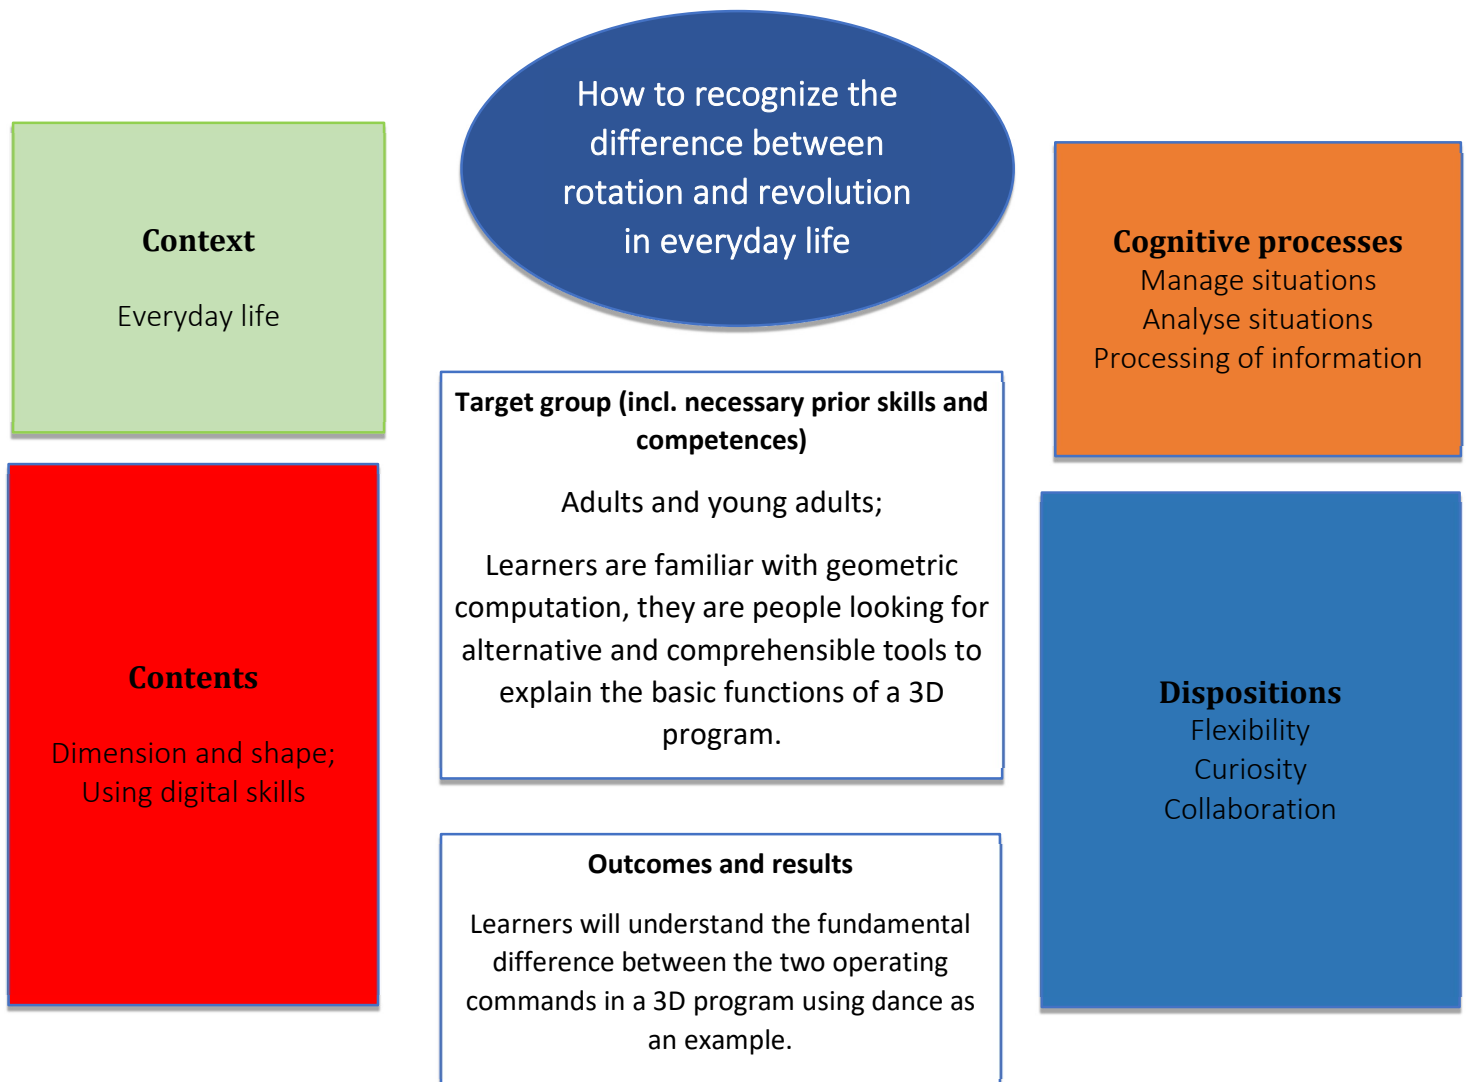 How to recognize the
difference between
rotation and revolution
in everyday life
Context
Everyday life
Cognitive processes
Manage situations
Analyse situations
Processing of information
Target group (incl. necessary prior skills and
competences)
Adults and young adults;
Learners are familiar with geometric
computation, they are people looking for
alternative and comprehensible tools to
explain the basic functions of a 3D
program.
Contents
Dimension and shape;
Using digital skills
Dispositions
Flexibility
Curiosity
Collaboration
Outcomes and results
Learners will understand the fundamental
difference between the two operating
commands in a 3D program using dance as
an example.